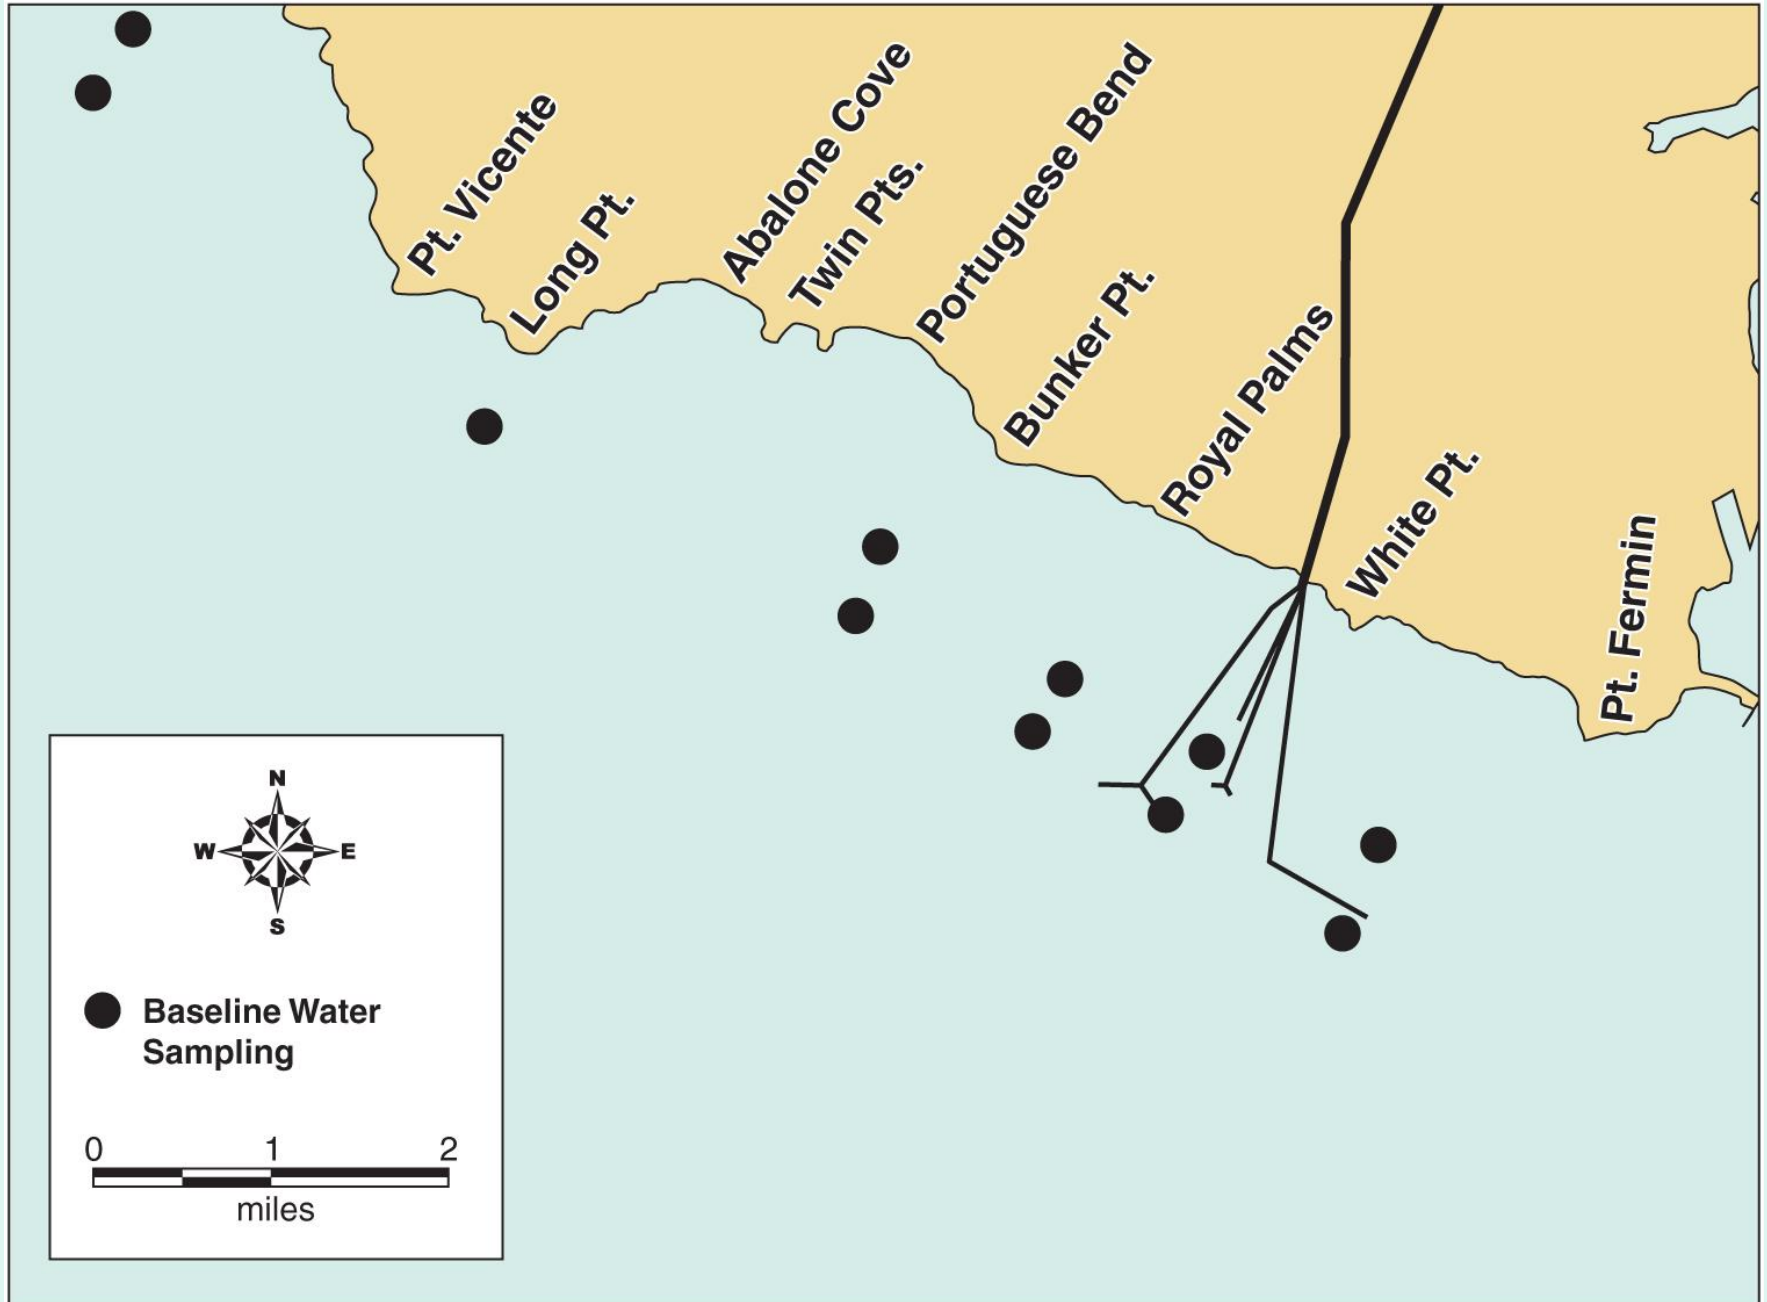 Pt. Vicente
Long Pt.
Abalone Cove
Twin Pts.
Portuguese Bend
Bunker Pt.
Royal Palms
White Pt.
Pt. Fermin
N
W E
S
Baseline Water
Sampling
0 1 2
miles